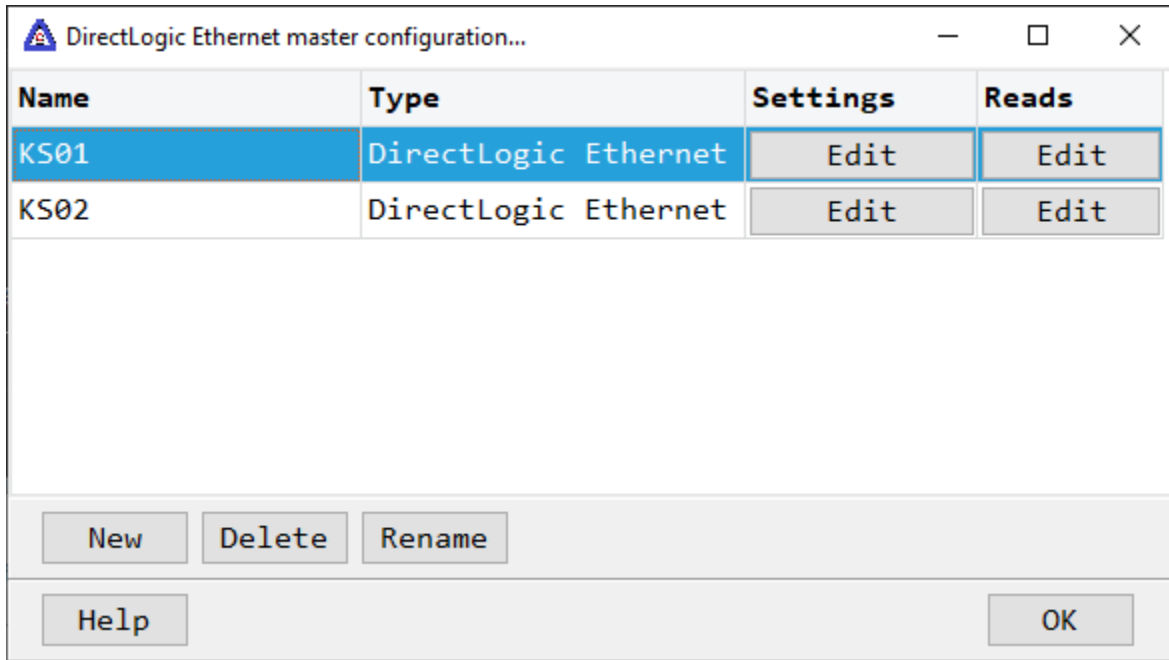 DirectLogic Ethernet master configuration...
Name Type Settings Reads
KS01 DirectLogic Ethernet Edit Edit
KS02 DirectLogic Ethernet Edit Edit
New Delete Rename
Help OK